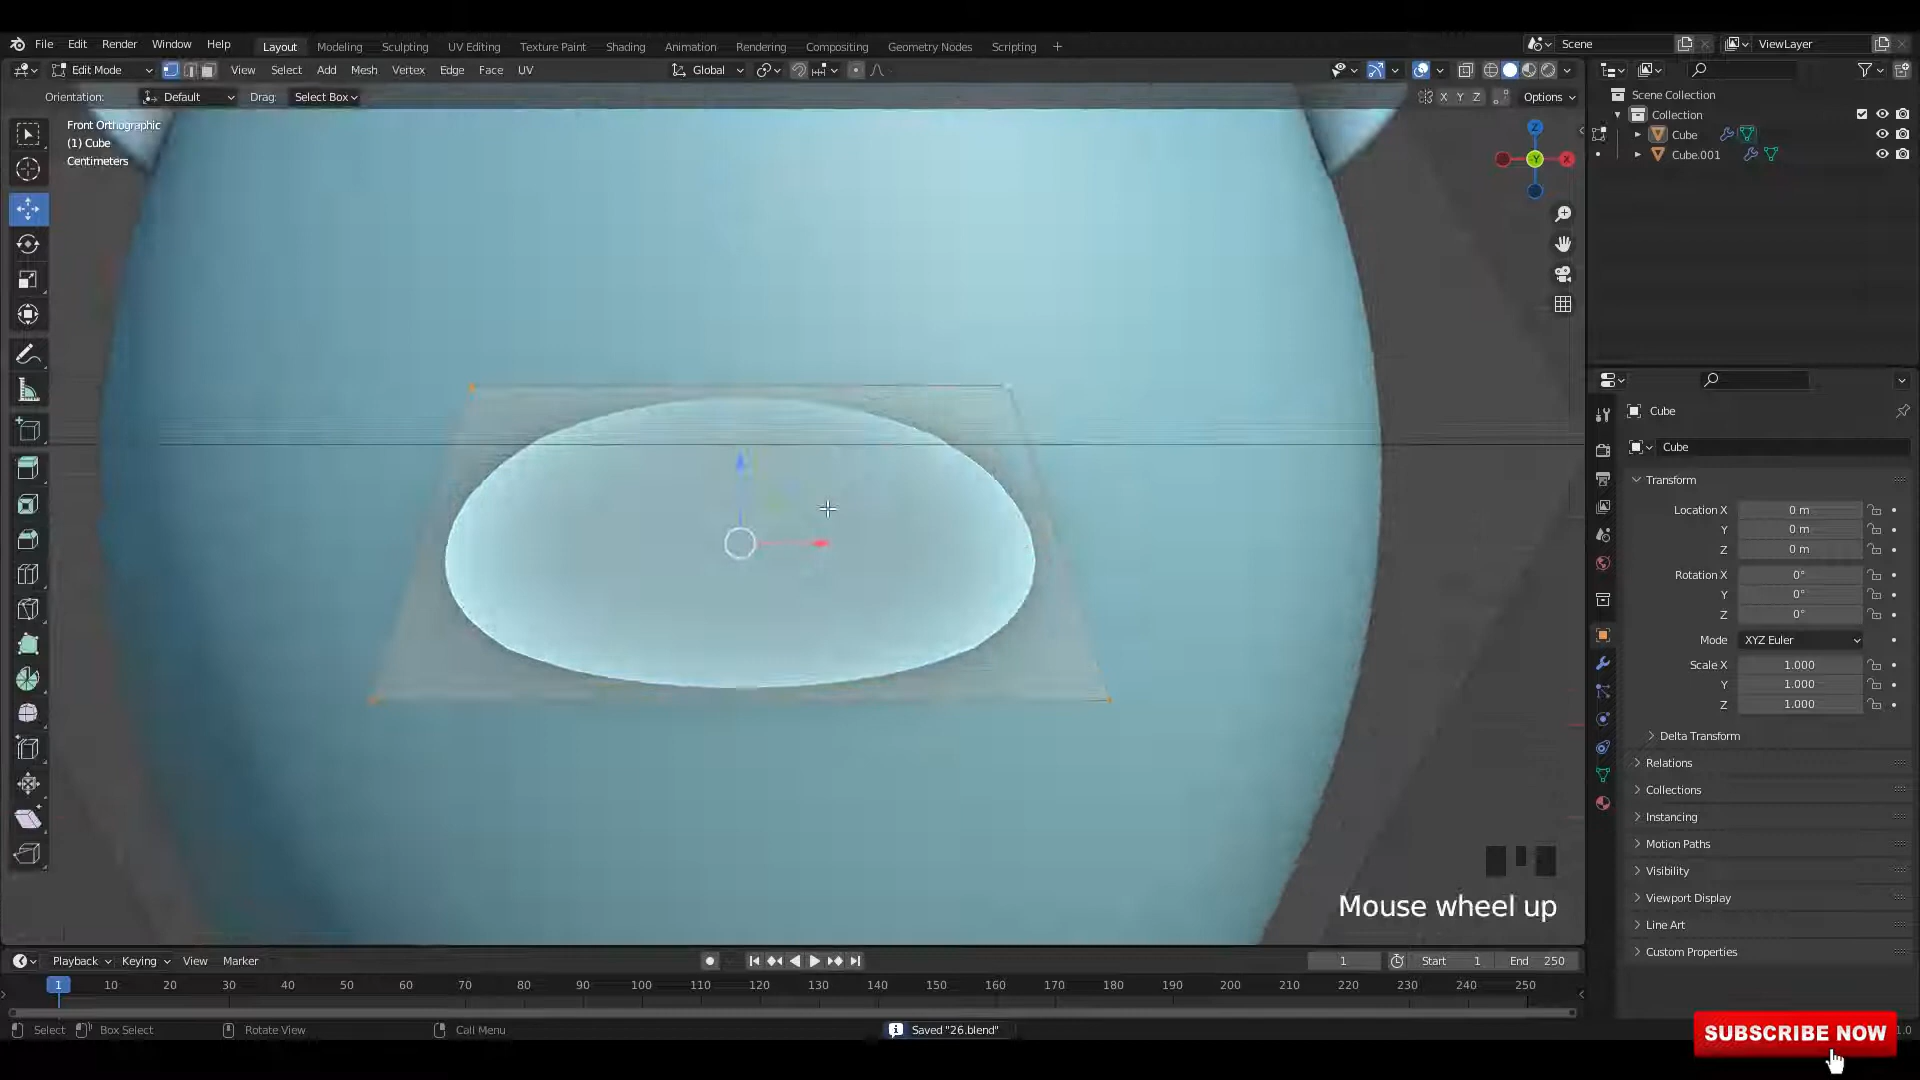 File Edit Render Window Help Layout Modeling Sculpting UV Editing Texture Paint Shading Animation Rendering Compositing Geometry Nodes Scripting + Scene ViewLayer
Edit Mode View Select Add Mesh Vertex Edge Face UV Global
Orientation: Default Drag: Select Box X Y Z Options
Scene Collection
Collection
Cube
Cube.001
Front Orthographic
(1) Cube
Centimeters
Z
-Y
X
Cube
Cube
Transform
Location X 0 m
Y 0 m
Z 0 m
Rotation X 0°
Y 0°
Z 0°
Mode XYZ Euler
Scale X 1.000
Y 1.000
Z 1.000
Delta Transform
Relations
Collections
Instancing
Motion Paths
Visibility
Viewport Display
Line Art
Custom Properties
Mouse wheel up
Playback Keying View Marker 1 Start 1 End 250
1 10 20 30 40 50 60 70 80 90 100 110 120 130 140 150 160 170 180 190 200 210 220 230 240 250
Select Box Select Rotate View Call Menu Saved "26.blend"
SUBSCRIBE NOW